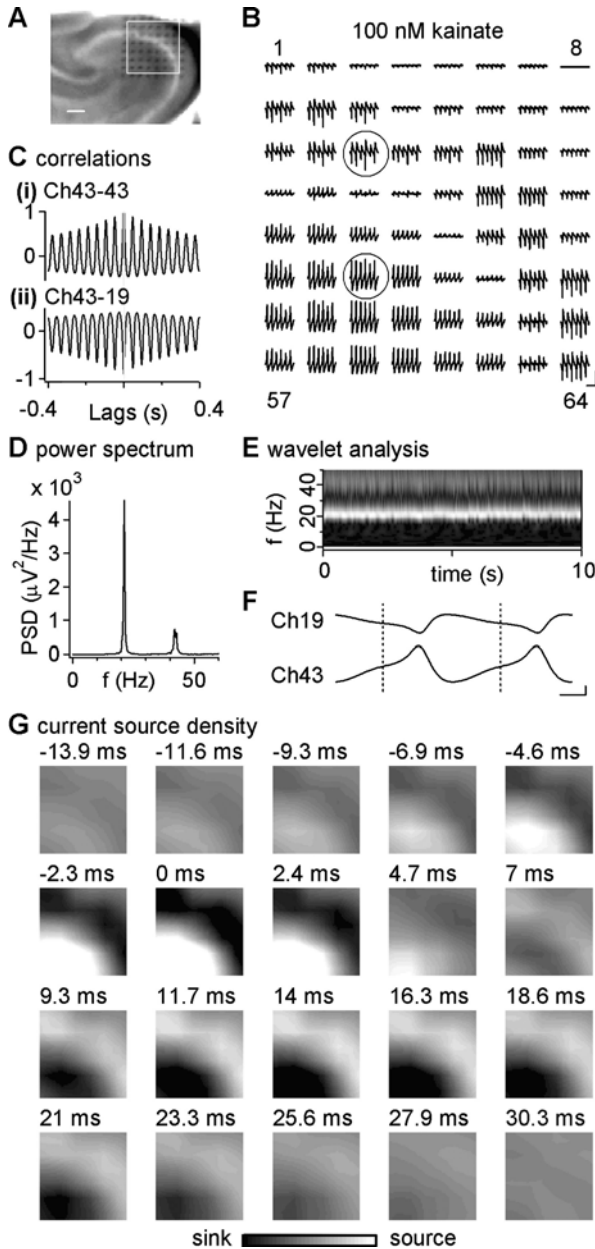 A
B
100 nM kainate
1
8
57
64
C correlations
(i) Ch43-43
1
0
(ii) Ch43-19
0
-1
-0.4
0.4
Lags (s)
D power spectrum
x 10³
4
2
0
PSD (µV²/Hz)
0
50
f (Hz)
E wavelet analysis
40
20
0
f (Hz)
0
10
time (s)
F
Ch19
Ch43
G current source density
-13.9 ms -11.6 ms -9.3 ms -6.9 ms -4.6 ms
-2.3 ms 0 ms 2.4 ms 4.7 ms 7 ms
9.3 ms 11.7 ms 14 ms 16.3 ms 18.6 ms
21 ms 23.3 ms 25.6 ms 27.9 ms 30.3 ms
sink source